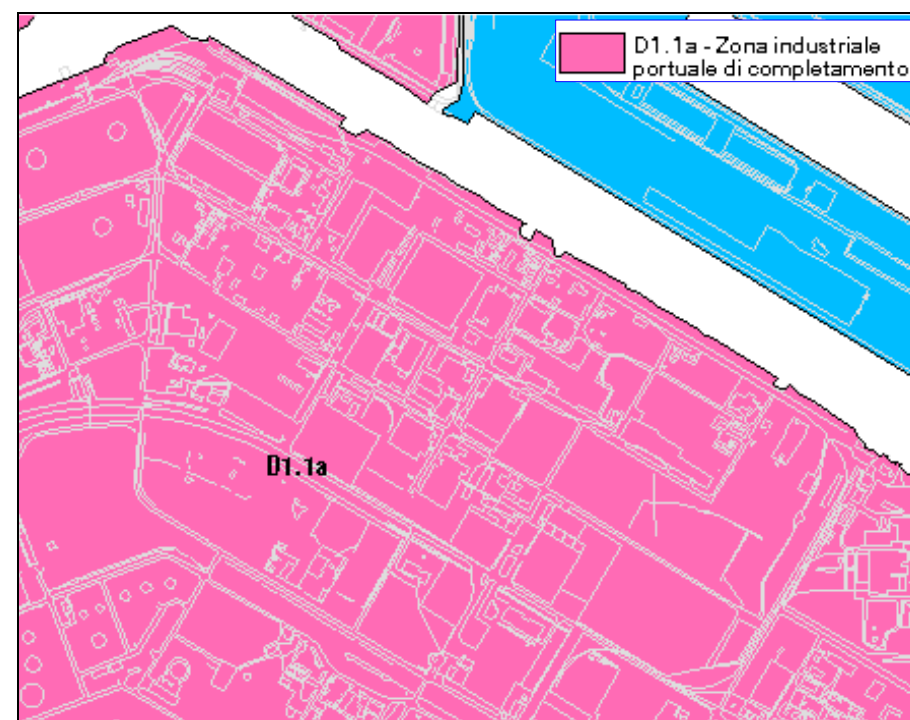 D1.1a - Zona industriale
portuale di completamento
D1.1a